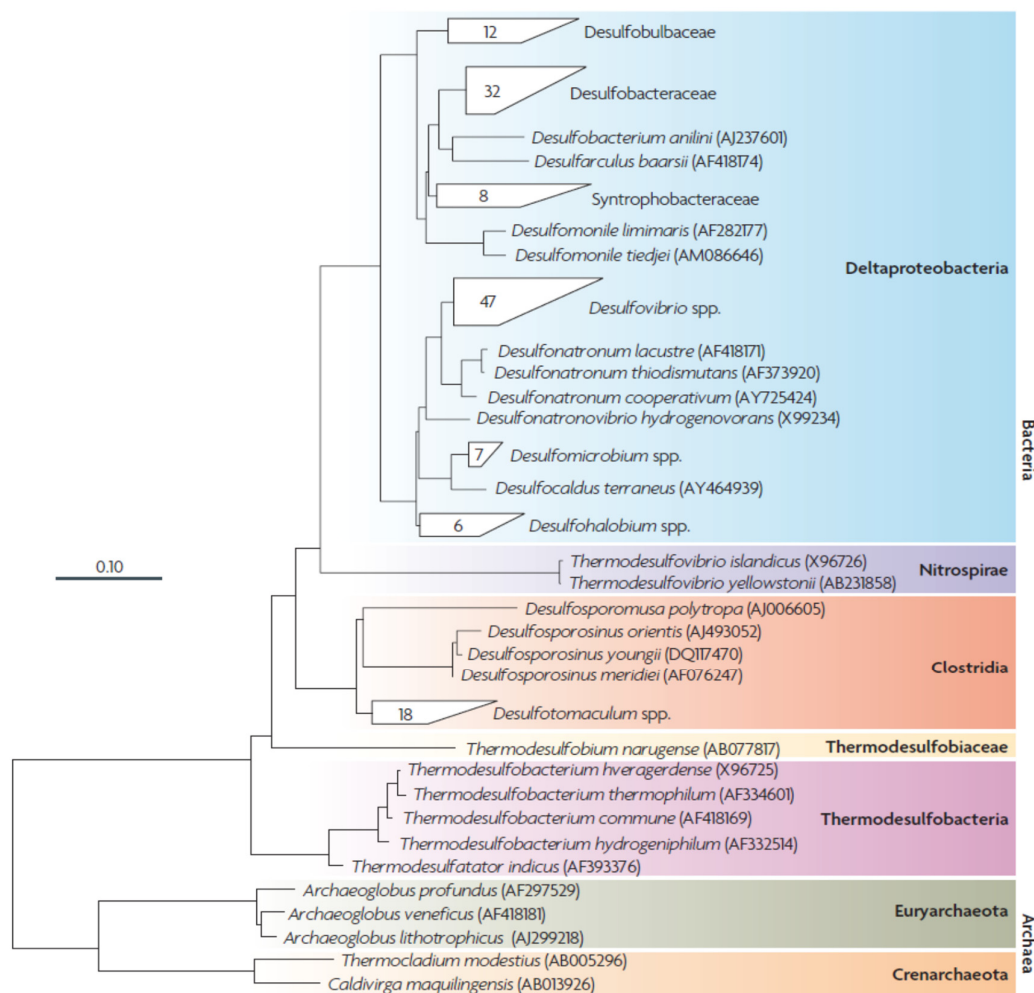 12 Desulfobulbaceae
32 Desulfobacteraceae
Desulfobacterium anilini (AJ237601)
Desulfarculus baarsii (AF418174)
8 Syntrophobacteraceae
Desulfomonile limimaris (AF282177)
Desulfomonile tiedjei (AM086646)
Deltaproteobacteria
47 Desulfovibrio spp.
Desulfonatronum lacustre (AF418171)
Desulfonatronum thiodismutans (AF373920)
Desulfonatronum cooperativum (AY725424)
Desulfonatronovibrio hydrogenovorans (X99234)
7 Desulfomicrobium spp.
Desulfocaldus terraneus (AY464939)
6 Desulfohalobium spp.
Bacteria
0.10
Thermodesulfovibrio islandicus (X96726)
Thermodesulfovibrio yellowstonii (AB231858)
Nitrospirae
Desulfosporomusa polytropa (AJ006605)
Desulfosporosinus orientis (AJ493052)
Desulfosporosinus youngii (DQ117470)
Desulfosporosinus meridiei (AF076247)
Clostridia
18 Desulfotomaculum spp.
Thermodesulfobium narugense (AB077817)
Thermodesulfobiaceae
Thermodesulfobacterium hveragerdense (X96725)
Thermodesulfobacterium thermophilum (AF334601)
Thermodesulfobacterium commune (AF418169)
Thermodesulfobacteria
Thermodesulfobacterium hydrogeniphilum (AF332514)
Thermodesulfatator indicus (AF393376)
Archaeoglobus profundus (AF297529)
Archaeoglobus veneficus (AF418181)
Euryarchaeota
Archaeoglobus lithotrophicus (AJ299218)
Thermocladium modestius (AB005296)
Caldivirga maquilingensis (AB013926)
Crenarchaeota
Archaea